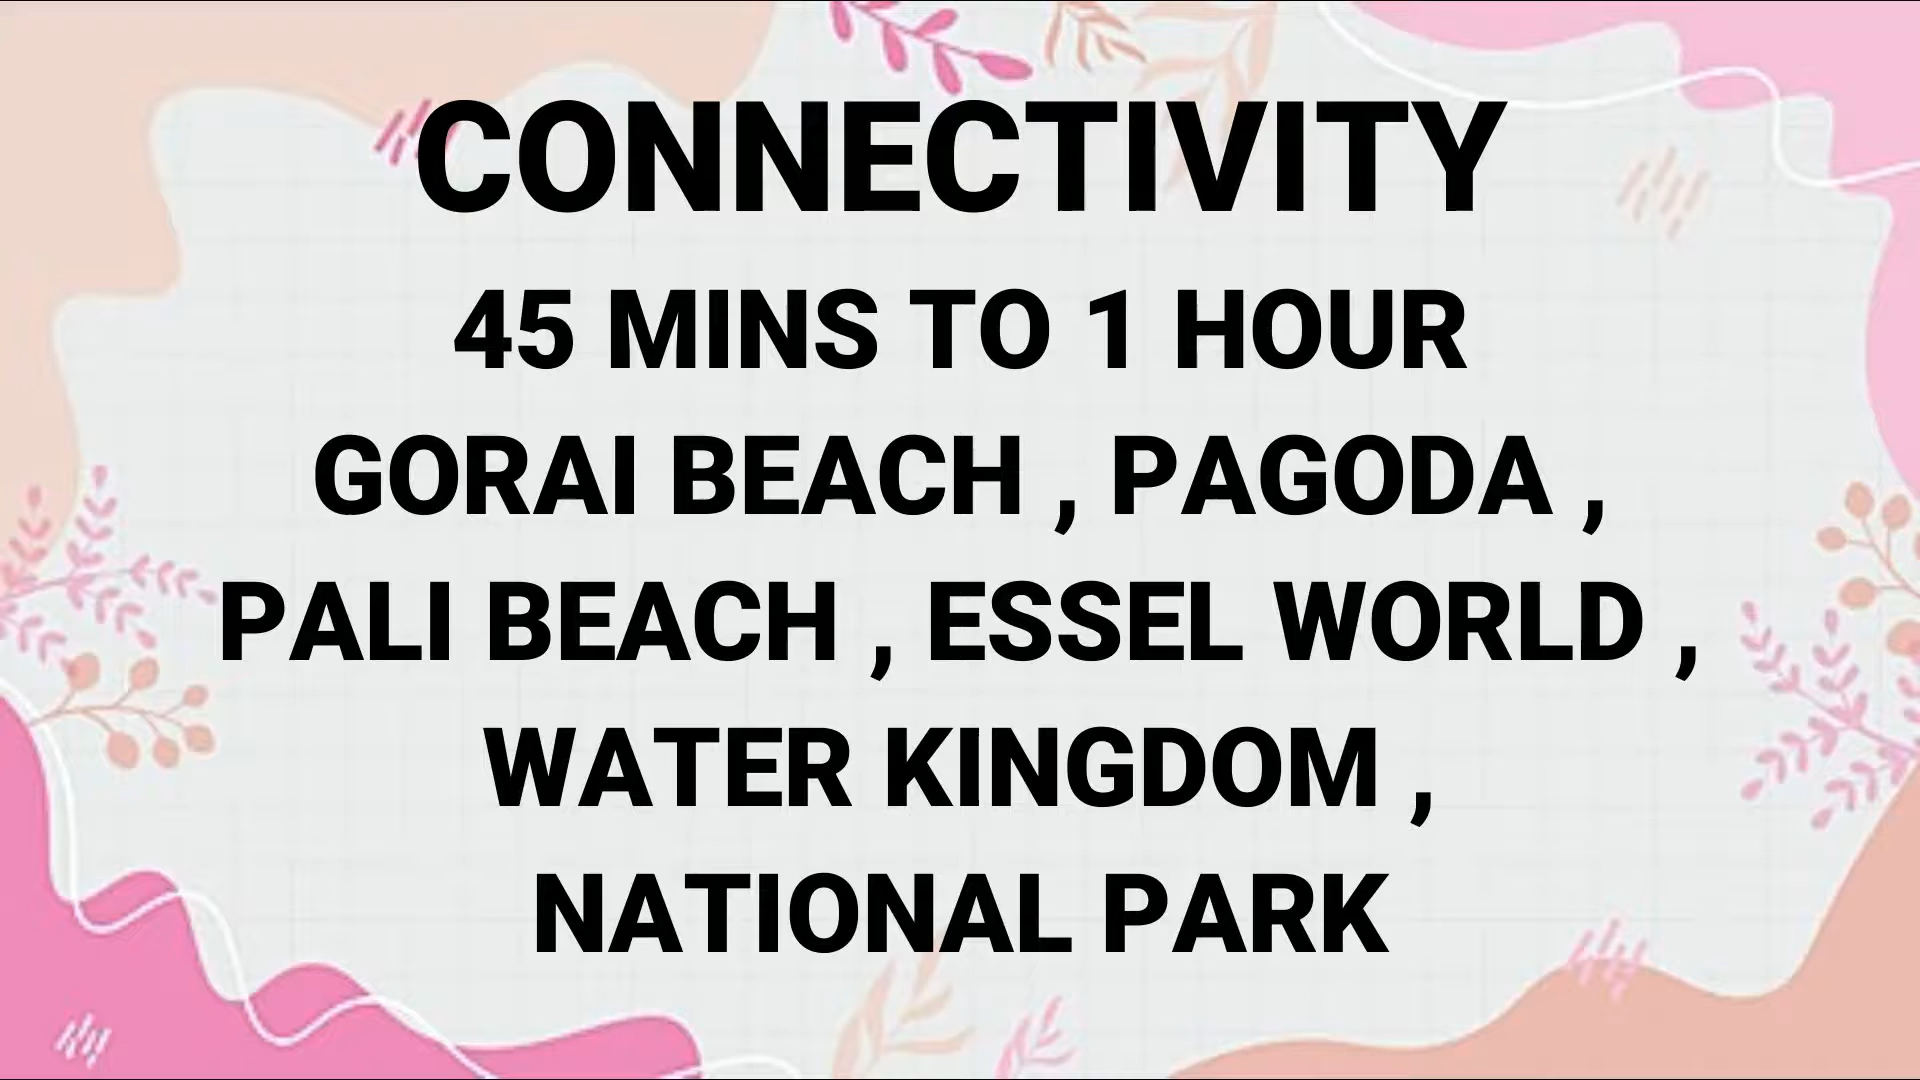 CONNECTIVITY
45 MINS TO 1 HOUR
GORAI BEACH , PAGODA ,
PALI BEACH , ESSEL WORLD ,
WATER KINGDOM ,
NATIONAL PARK